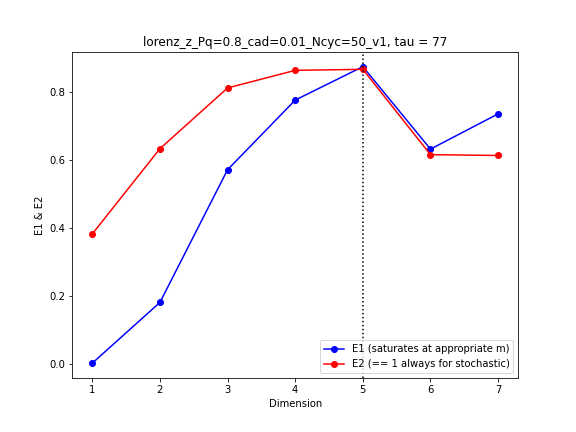 lorenz_z_Pq=0.8_cad=0.01_Ncyc=50_v1, tau = 77
E1 & E2
0.8
0.6
0.4
0.2
0.0
E1 (saturates at appropriate m)
E2 (== 1 always for stochastic)
1 2 3 4 5 6 7
Dimension